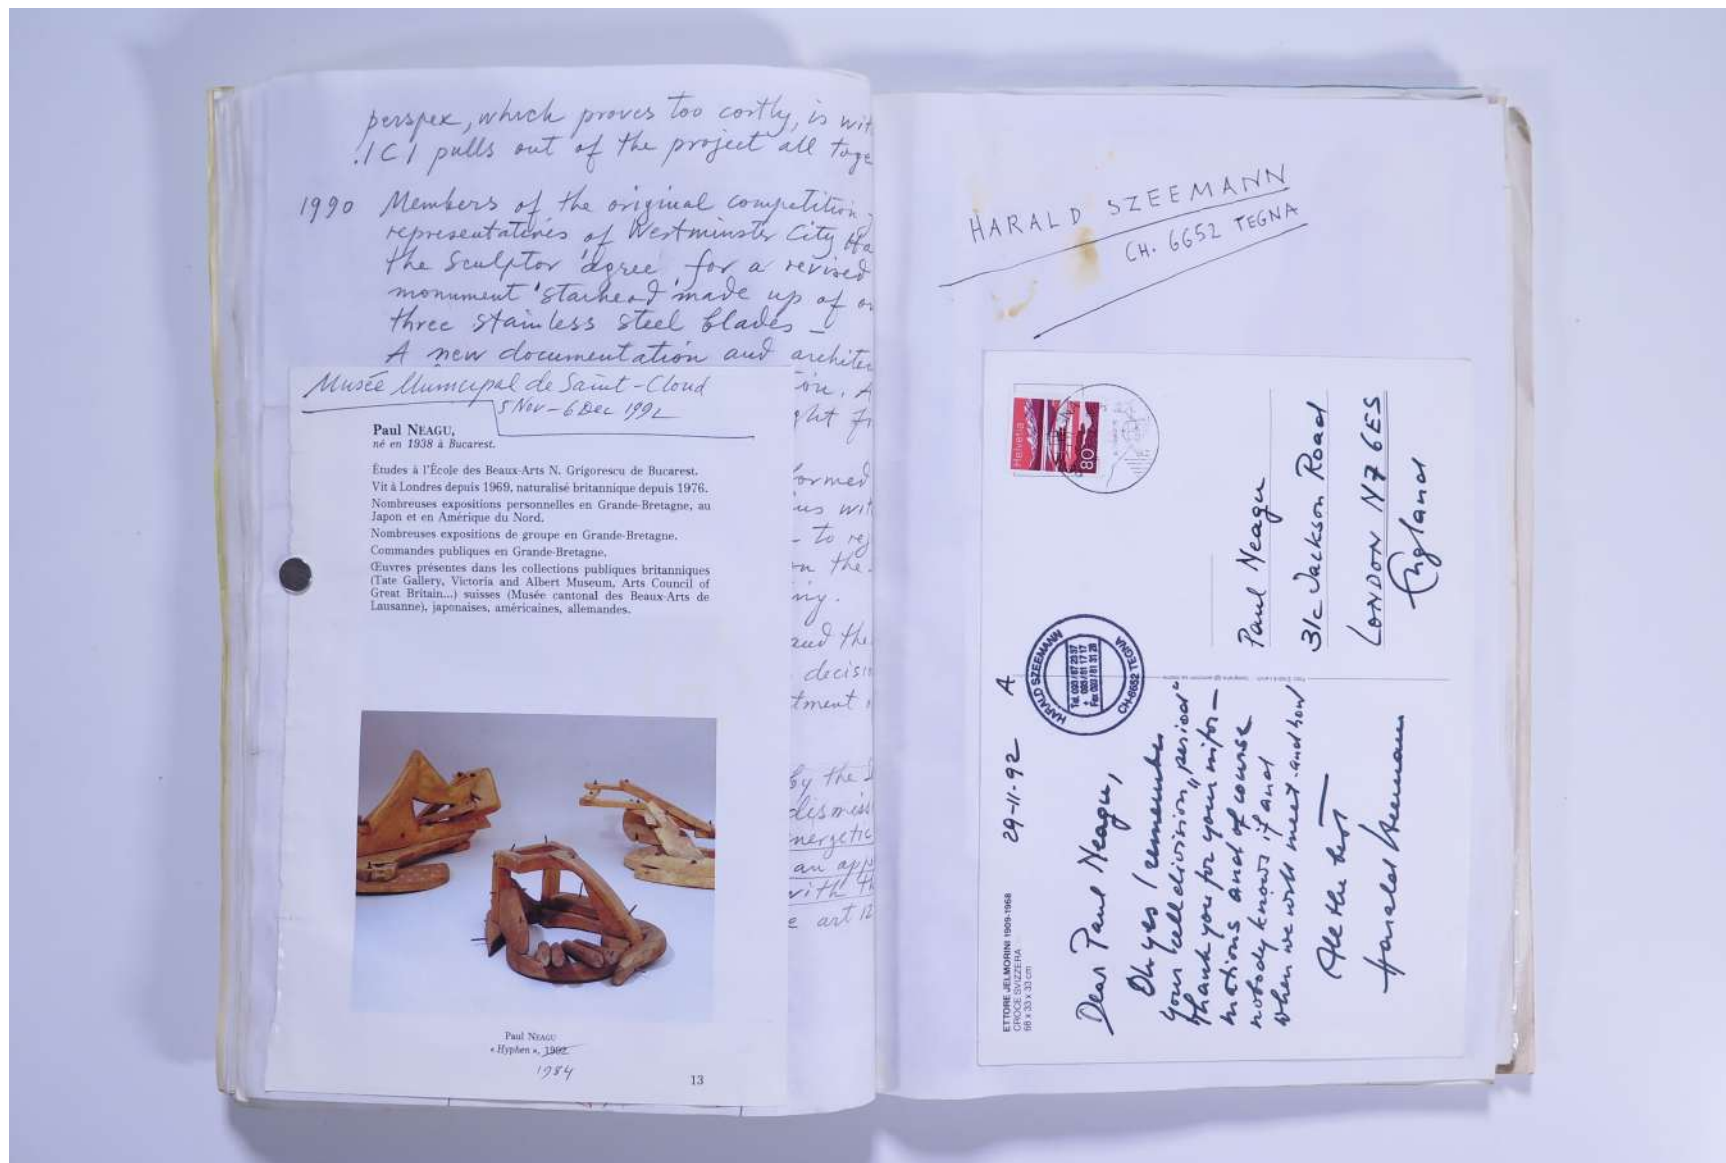 perspex, which proves too costly, is
ICI pulls out of the project all
1990 Members of the original competition,
representatives of Westminster City
the sculptor 'agree' for a revised
monument 'starhead' made up of
three stainless steel blades —
A new documentation and
Musée Municipal de Saint-Cloud
5 Nov – 6 Dec 1992
Paul NEAGU,
né en 1938 à Bucarest.
Études à l'École des Beaux-Arts N. Grigorescu de Bucarest.
Vit à Londres depuis 1969, naturalisé britannique depuis 1976.
Nombreuses expositions personnelles en Grande-Bretagne, au
Japon et en Amérique du Nord.
Nombreuses expositions de groupe en Grande-Bretagne.
Commandes publiques en Grande-Bretagne.
Œuvres présentes dans les collections publiques britanniques
(Tate Gallery, Victoria and Albert Museum, Arts Council of
Great Britain...) suisses (Musée cantonal des Beaux-Arts de
Lausanne), japonaises, américaines, allemandes.
and the
by the
an
art
Paul NEAGU
« Hyphen », 1992
1984
13
HARALD SZEEMANN
CH. 6652 TEGNA
Helvetia
80
Paul Neagu
31c Jackson Road
LONDON N7 6ES
England
HARALD SZEEMANN
CH-6652 TEGNA
29-11-92
A
ETTORE JELMORINI 1909-1968
CROCE SVIZZERA
Dear Paul Neagu,
Oh yes I remember
your cell division „period"
thank you for your infor-
mations and of course
nobody knows if and
when we will meet and how
All the best
Harald Szeemann